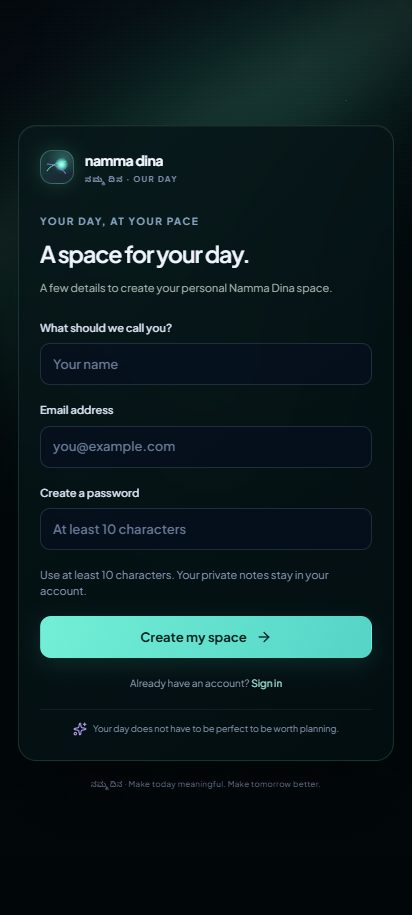 namma dina
ನಮ್ಮ ದಿನ · OUR DAY
YOUR DAY, AT YOUR PACE
A space for your day.
A few details to create your personal Namma Dina space.
What should we call you?
Your name
Email address
you@example.com
Create a password
At least 10 characters
Use at least 10 characters. Your private notes stay in your
account.
Create my space →
Already have an account? Sign in
Your day does not have to be perfect to be worth planning.
ನಮ್ಮ ದಿನ · Make today meaningful. Make tomorrow better.